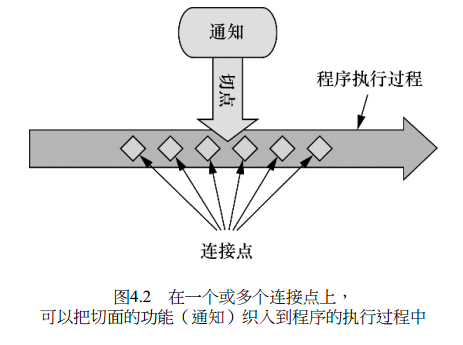 通知
切点
程序执行过程
连接点
图4.2 在一个或多个连接点上，
可以把切面的功能（通知）织入到程序的执行过程中